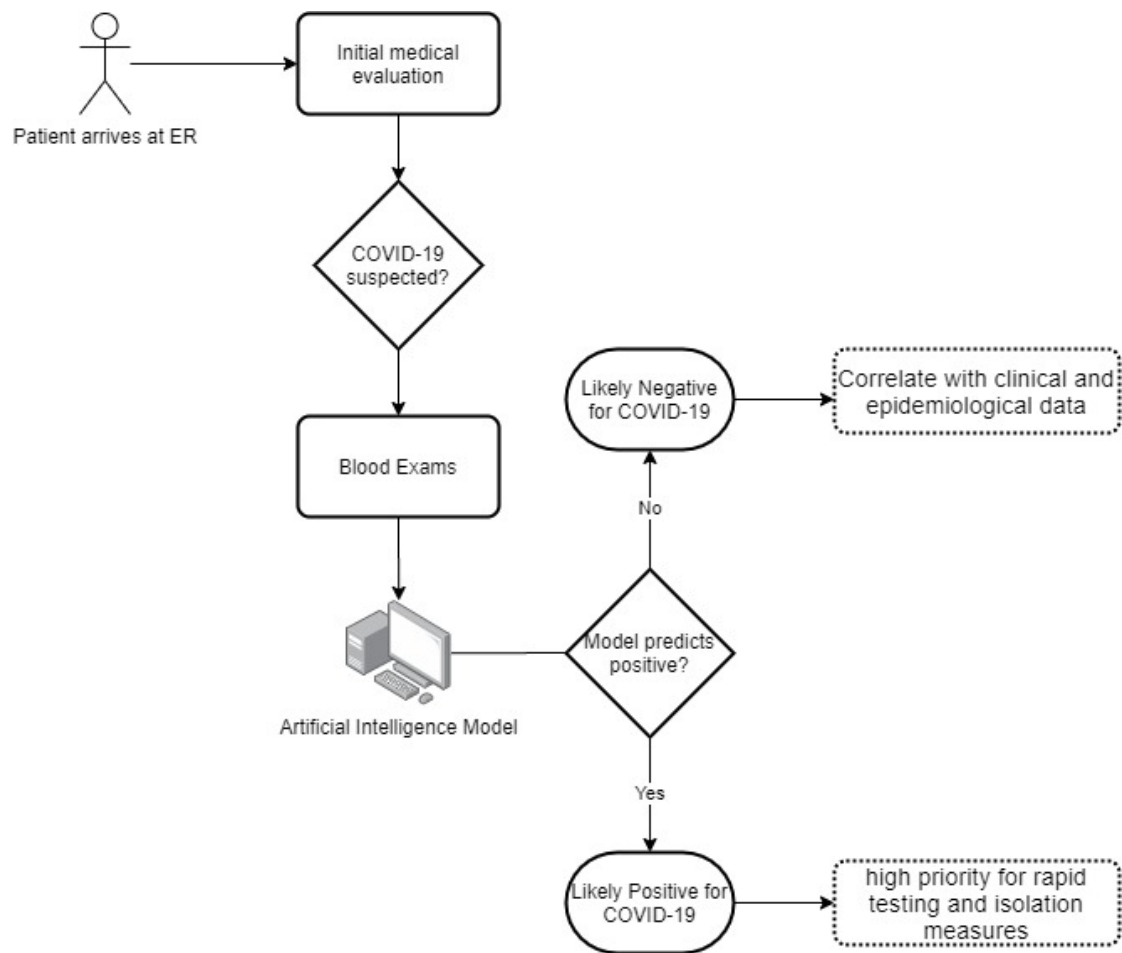 Initial medical
evaluation
Patient arrives at ER
COVID-19
suspected?
Likely Negative
for COVID-19
Correlate with clinical and
epidemiological data
Blood Exams
No
Model predicts
positive?
Artificial Intelligence Model
Yes
Likely Positive for
COVID-19
high priority for rapid
testing and isolation
measures